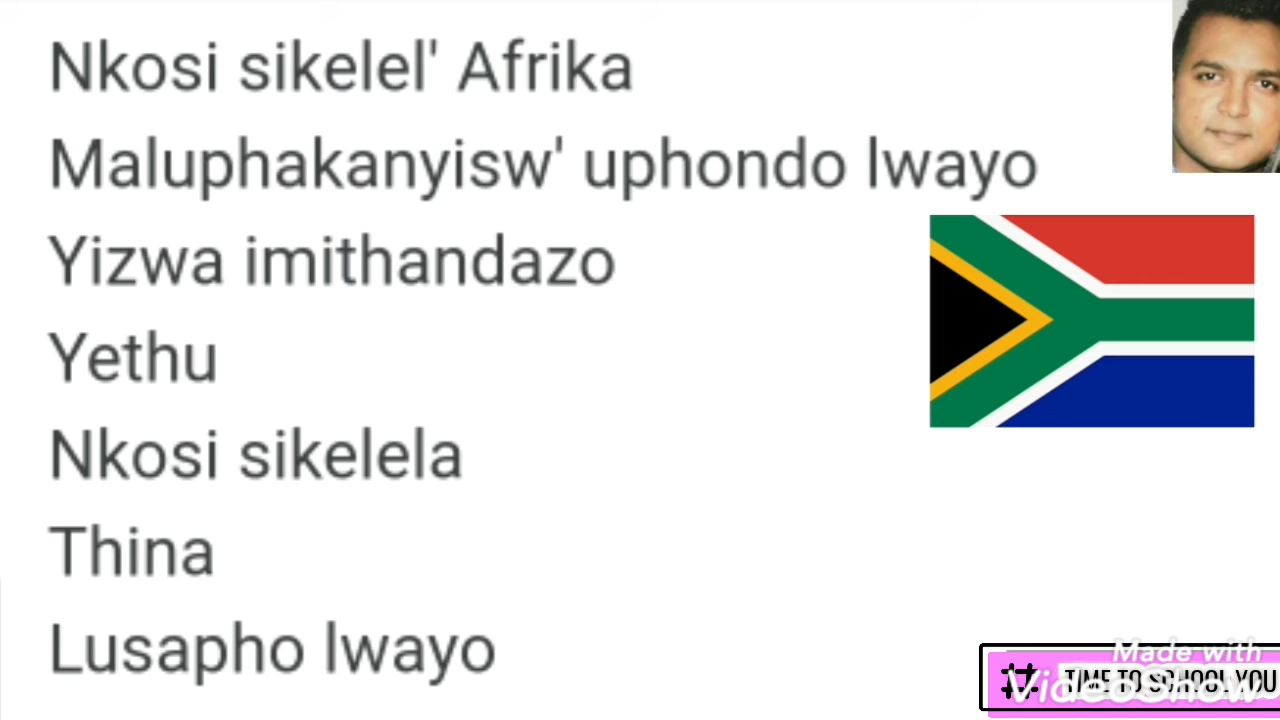 Nkosi sikelel' Afrika
Maluphakanyisw' uphondo lwayo
Yizwa imithandazo
Yethu
Nkosi sikelela
Thina
Lusapho lwayo
Made with
VideoShow
# TIME TO SCHOOL YOU